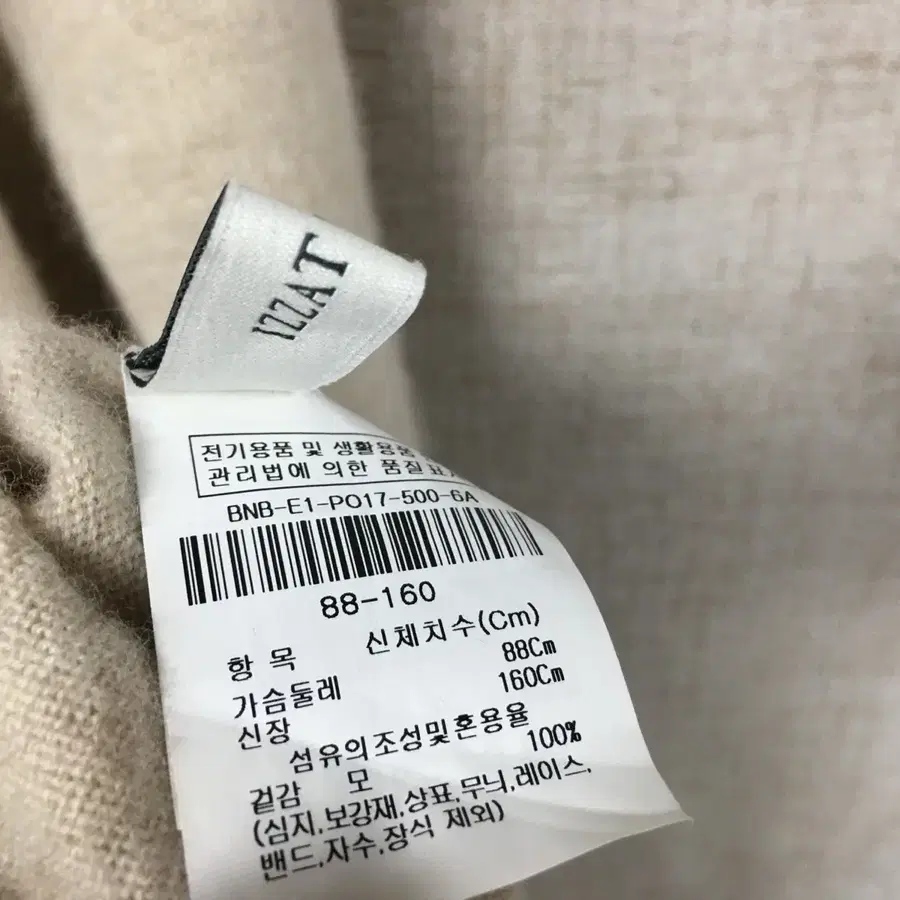 IZZAT
전기용품 및 생활용품
관리법에 의한 품질표
BNB-E1-PO17-500-6A
88-160
항 목 신체치수(Cm)
가슴둘레 88Cm
신장 160Cm
섬유의조성및혼용율
겉감 모 100%
(심지,보강재,상표,무늬,레이스,
밴드,자수,장식 제외)